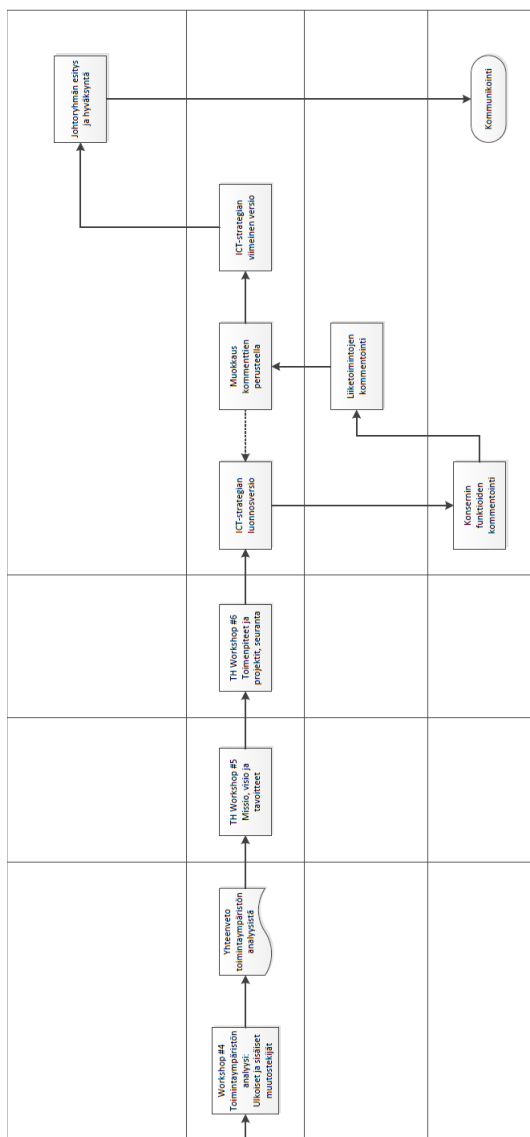 Workshop #4
Toimintaympäristön
analyysi:
Ulkoiset ja sisäiset
muutostekijät
Yhteenveto
toimintaympäristön
analyysistä
TH Workshop #5
Missio, visio ja
tavoitteet
TH Workshop #6
Toimenpiteet ja
projektit, seuranta
ICT-strategian
luonnosversio
Konsernin
funktioiden
kommentointi
Liiketoimintojen
kommentointi
Muokkaus
kommenttien
perusteella
ICT-strategian
viimeinen versio
Johtoryhmän esitys
ja hyväksyntä
Kommunikointi